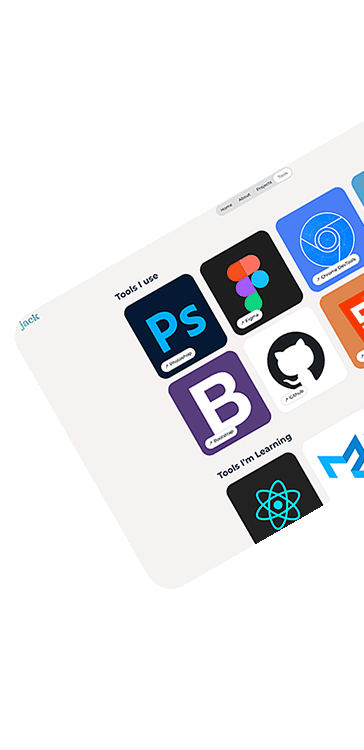 jack
Home About Projects Tools
Tools I use
Ps
↗ Photoshop
↗ Figma
↗ Chrome DevTools
B
↗ Bootstrap
↗ Github
Tools I'm Learning